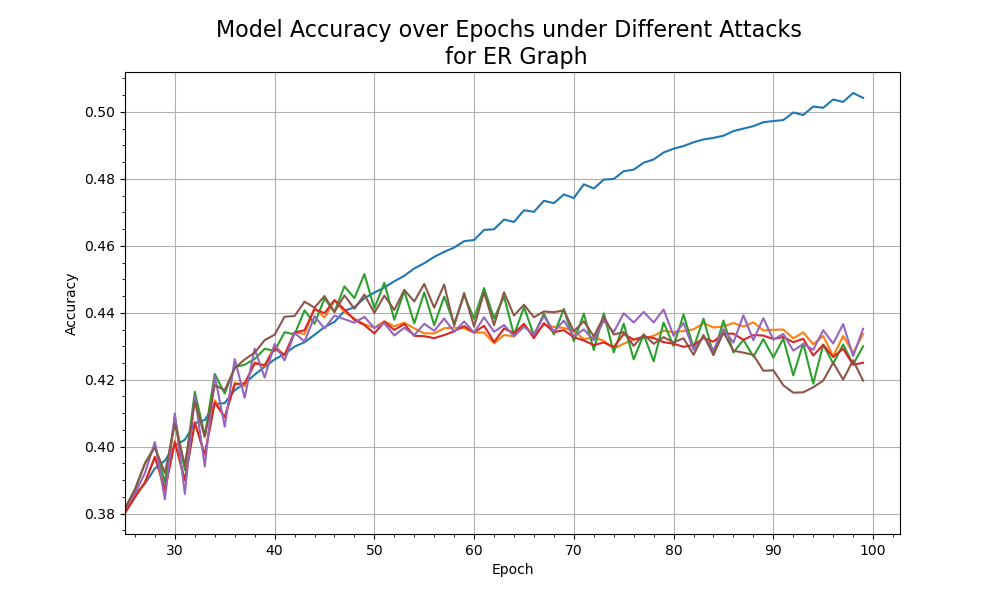 Model Accuracy over Epochs under Different Attacks
for ER Graph
Accuracy
0.50
0.48
0.46
0.44
0.42
0.40
0.38
30 40 50 60 70 80 90 100
Epoch